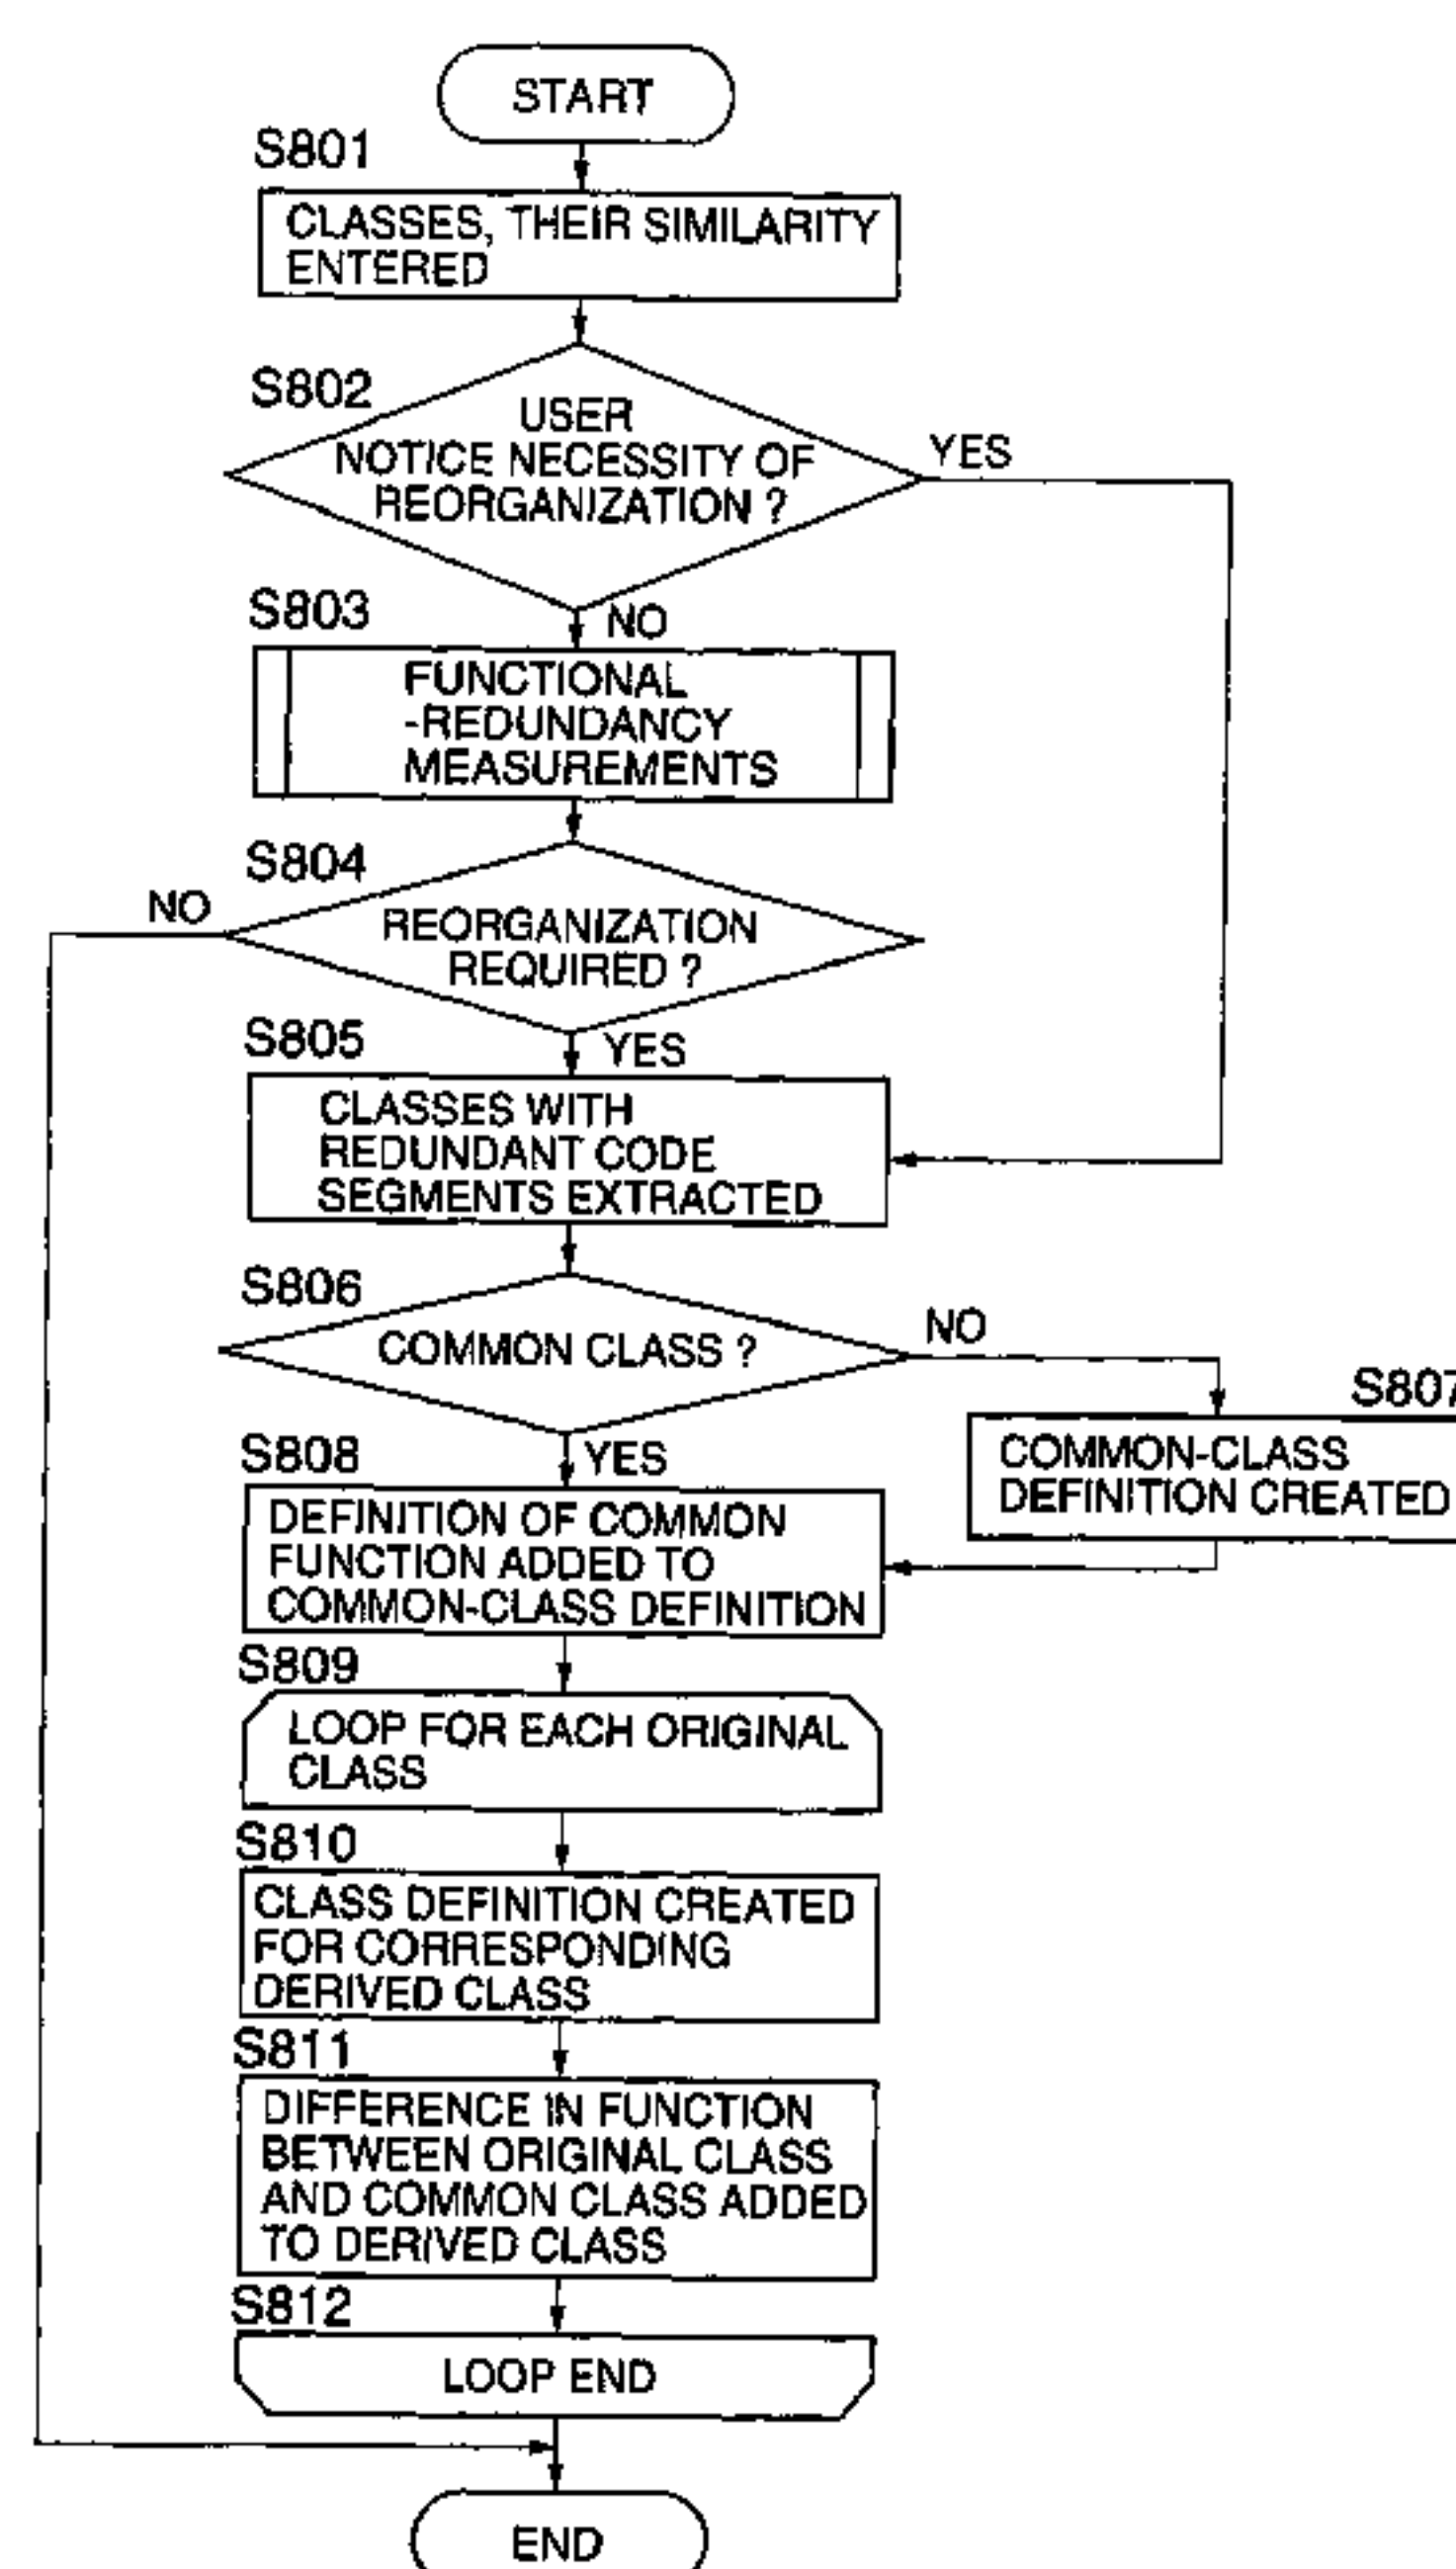 START
S801
CLASSES, THEIR SIMILARITY
ENTERED
S802
USER
NOTICE NECESSITY OF
REORGANIZATION ?
YES
NO
S803
FUNCTIONAL
-REDUNDANCY
MEASUREMENTS
S804
NO
REORGANIZATION
REQUIRED ?
YES
S805
CLASSES WITH
REDUNDANT CODE
SEGMENTS EXTRACTED
S806
COMMON CLASS ?
NO
S807
COMMON-CLASS
DEFINITION CREATED
YES
S808
DEFINITION OF COMMON
FUNCTION ADDED TO
COMMON-CLASS DEFINITION
S809
LOOP FOR EACH ORIGINAL
CLASS
S810
CLASS DEFINITION CREATED
FOR CORRESPONDING
DERIVED CLASS
S811
DIFFERENCE IN FUNCTION
BETWEEN ORIGINAL CLASS
AND COMMON CLASS ADDED
TO DERIVED CLASS
S812
LOOP END
END